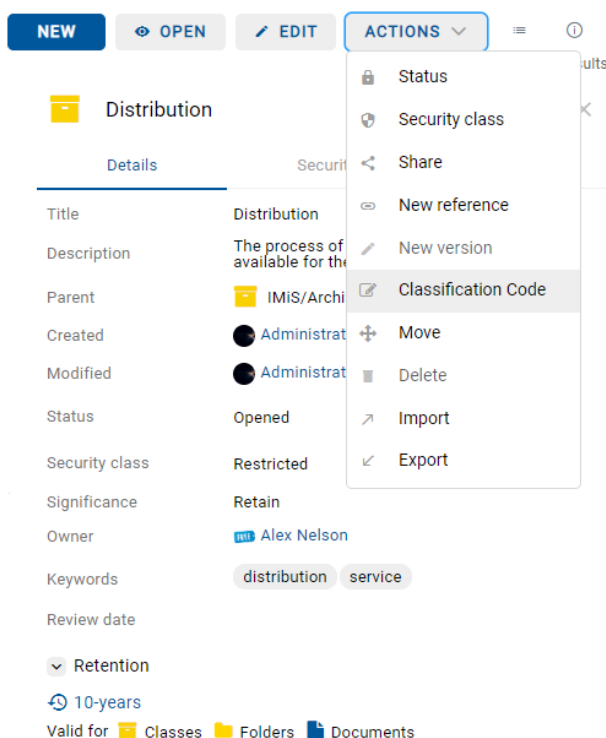 NEW OPEN EDIT ACTIONS
Status
Security class
Share
New reference
New version
Classification Code
Move
Delete
Import
Export
Distribution
Details
Title Distribution
Description The process of
available for
Parent IMiS/Archi
Created Administrat
Modified Administrat
Status Opened
Security class Restricted
Significance Retain
Owner Alex Nelson
Keywords distribution service
Review date
Retention
10-years
Valid for Classes Folders Documents